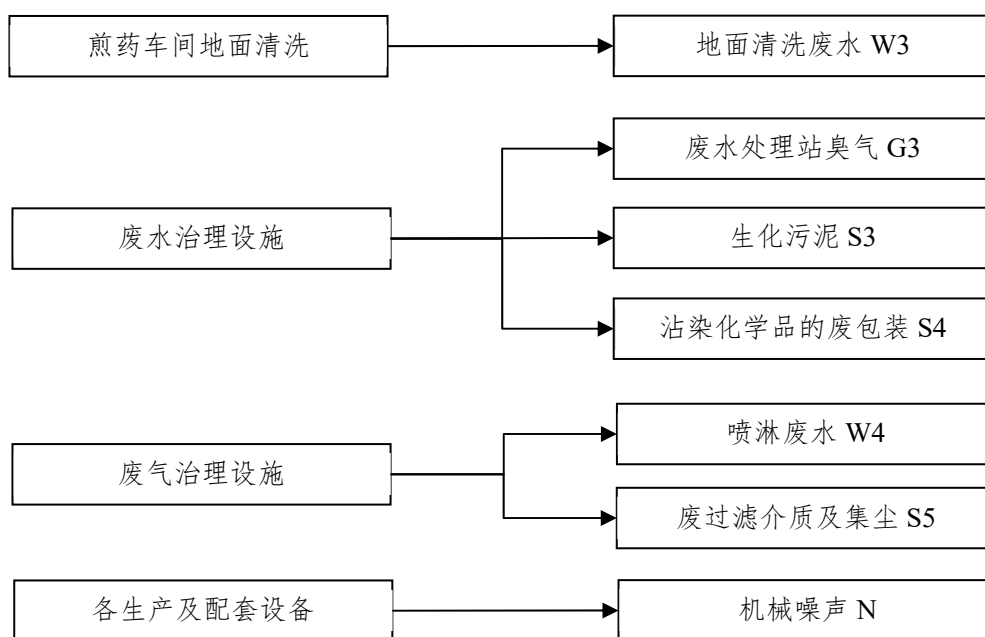 煎药车间地面清洗
地面清洗废水 W3
废水处理站臭气 G3
废水治理设施
生化污泥 S3
沾染化学品的废包装 S4
喷淋废水 W4
废气治理设施
废过滤介质及集尘 S5
各生产及配套设备
机械噪声 N